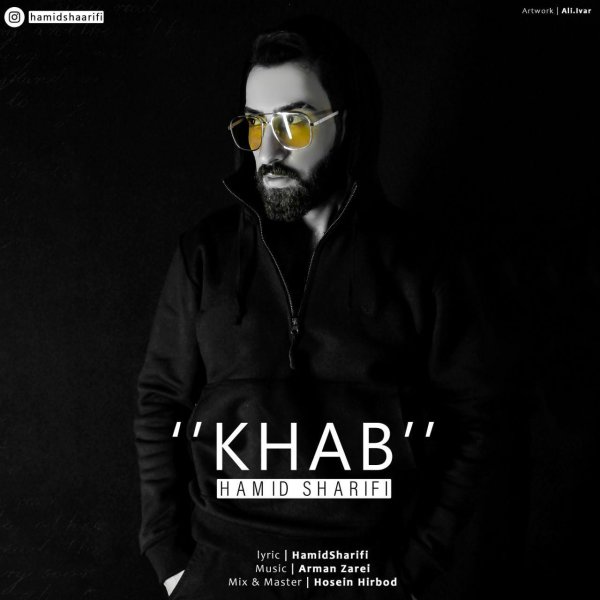 hamidshaarifi
Artwork | Ali.Ivar
''KHAB''
HAMID SHARIFI
lyric | HamidSharifi
Music | Arman Zarei
Mix & Master | Hosein Hirbod